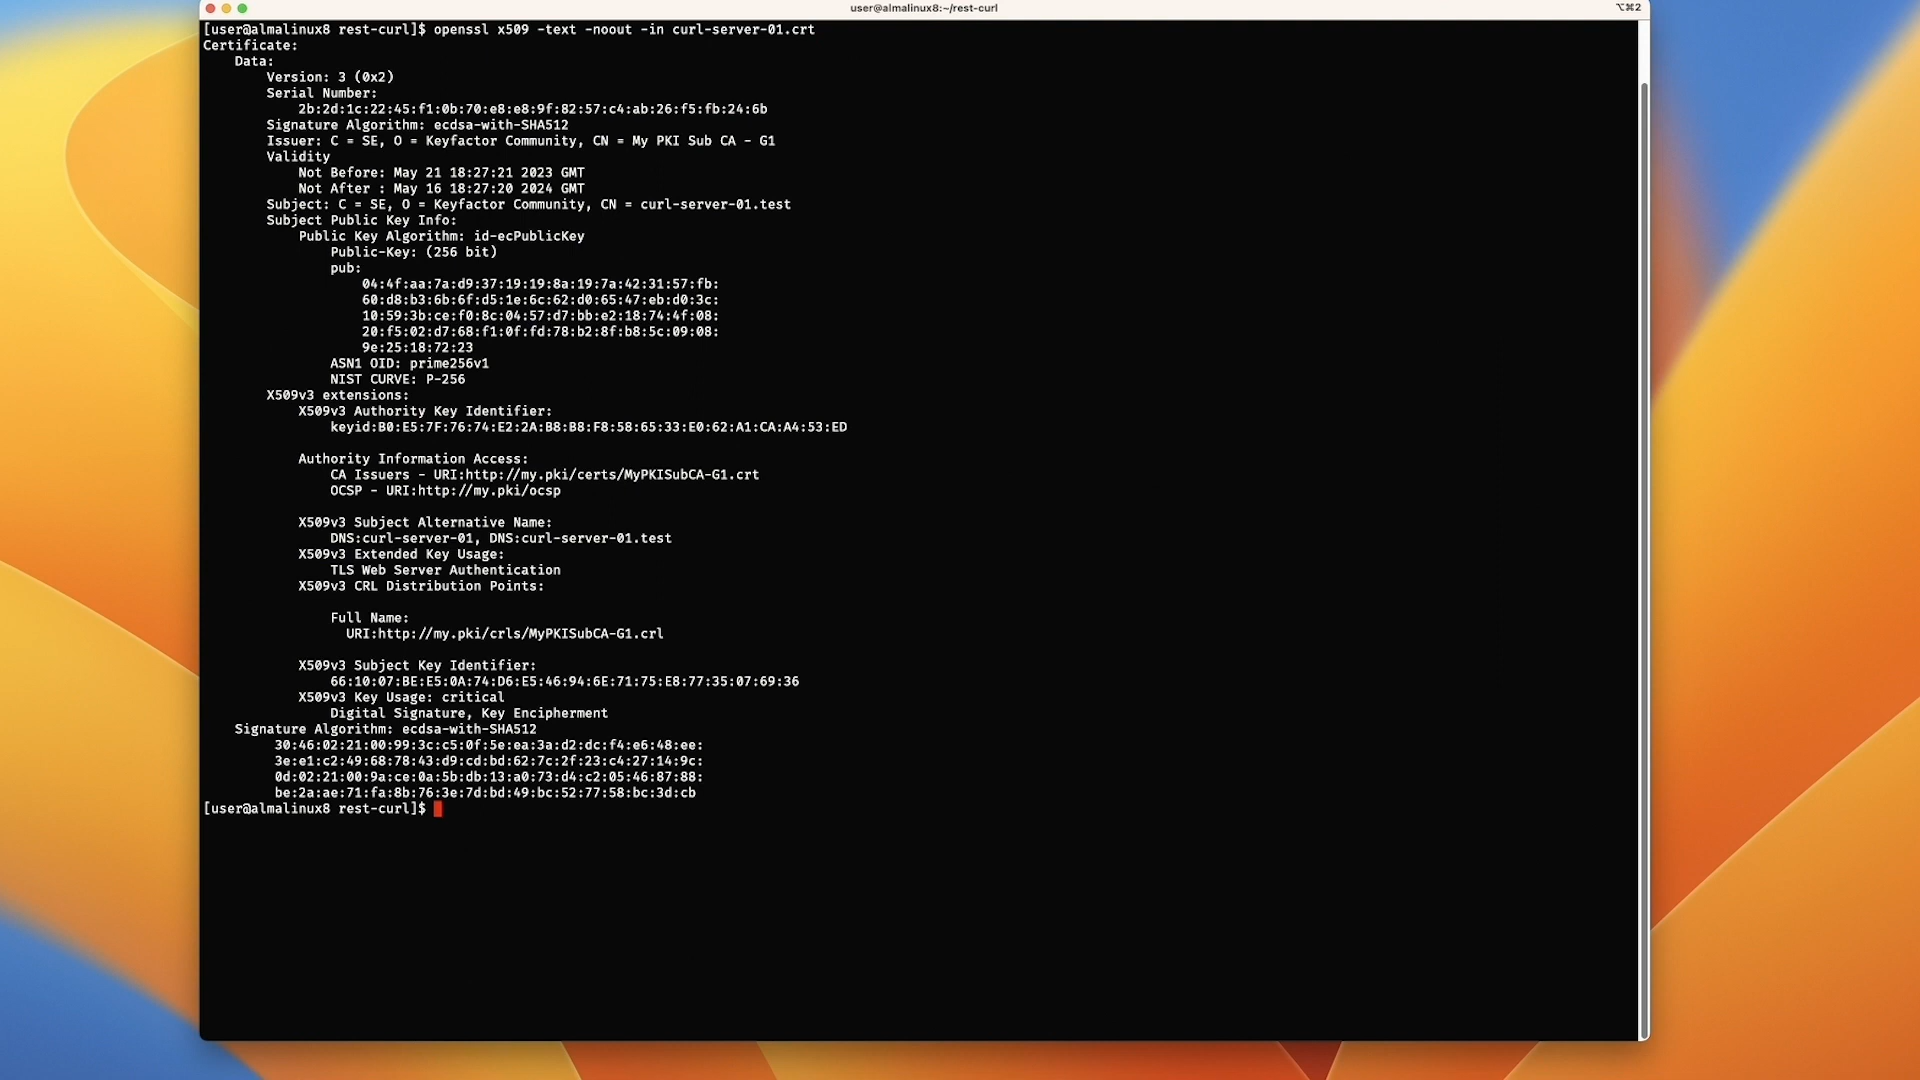 user@almalinux8:~/rest-curl
⌥⌘2
[user@almalinux8 rest-curl]$ openssl x509 -text -noout -in curl-server-01.crt
Certificate:
Data:
Version: 3 (0x2)
Serial Number:
2b:2d:1c:22:45:f1:0b:70:e8:e8:9f:82:57:c4:ab:26:f5:fb:24:6b
Signature Algorithm: ecdsa-with-SHA512
Issuer: C = SE, O = Keyfactor Community, CN = My PKI Sub CA - G1
Validity
Not Before: May 21 18:27:21 2023 GMT
Not After : May 16 18:27:20 2024 GMT
Subject: C = SE, O = Keyfactor Community, CN = curl-server-01.test
Subject Public Key Info:
Public Key Algorithm: id-ecPublicKey
Public-Key: (256 bit)
pub:
04:4f:aa:7a:d9:37:19:19:8a:19:7a:42:31:57:fb:
60:d8:b3:6b:6f:d5:1e:6c:62:d0:65:47:eb:d0:3c:
10:59:3b:ce:f0:8c:04:57:d7:bb:e2:18:74:4f:08:
20:f5:02:d7:68:f1:0f:fd:78:b2:8f:b8:5c:09:08:
9e:25:18:72:23
ASN1 OID: prime256v1
NIST CURVE: P-256
X509v3 extensions:
X509v3 Authority Key Identifier:
keyid:B0:E5:7F:76:74:E2:2A:B8:B8:F8:58:65:33:E0:62:A1:CA:A4:53:ED
Authority Information Access:
CA Issuers - URI:http://my.pki/certs/MyPKISubCA-G1.crt
OCSP - URI:http://my.pki/ocsp
X509v3 Subject Alternative Name:
DNS:curl-server-01, DNS:curl-server-01.test
X509v3 Extended Key Usage:
TLS Web Server Authentication
X509v3 CRL Distribution Points:
Full Name:
URI:http://my.pki/crls/MyPKISubCA-G1.crl
X509v3 Subject Key Identifier:
66:10:07:BE:E5:0A:74:D6:E5:46:94:6E:71:75:E8:77:35:07:69:36
X509v3 Key Usage: critical
Digital Signature, Key Encipherment
Signature Algorithm: ecdsa-with-SHA512
30:46:02:21:00:99:3c:c5:0f:5e:ea:3a:d2:dc:f4:e6:48:ee:
3e:e1:c2:49:68:78:43:d9:cd:bd:62:7c:2f:23:c4:27:14:9c:
0d:02:21:00:9a:ce:0a:5b:db:13:a0:73:d4:c2:05:46:87:88:
be:2a:ae:71:fa:8b:76:3e:7d:bd:49:bc:52:77:58:bc:3d:cb
[user@almalinux8 rest-curl]$